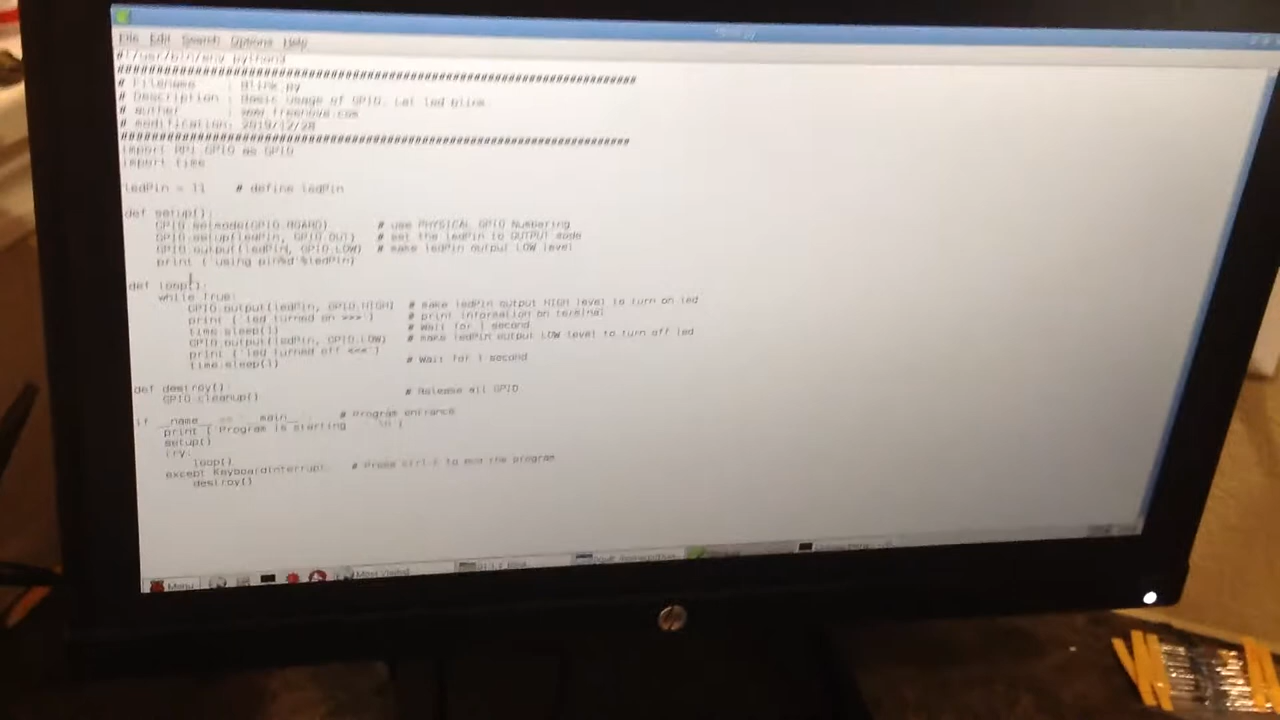 File Edit Search Options Help
#!/usr/bin/env python3
########################################################################
# Filename : Blink.py
# Description : Basic usage of GPIO. Let led blink.
# auther : www.freenove.com
# modification: 2019/12/28
########################################################################
import RPi.GPIO as GPIO
import time
ledPin = 11 # define ledPin
def setup():
GPIO.setmode(GPIO.BOARD) # use PHYSICAL GPIO Numbering
GPIO.setup(ledPin, GPIO.OUT) # set the ledPin to OUTPUT mode
GPIO.output(ledPin, GPIO.LOW) # make ledPin output LOW level
print ('using pin%d'%ledPin)
def loop():
while True:
GPIO.output(ledPin, GPIO.HIGH) # make ledPin output HIGH level to turn on led
print ('led turned on >>>') # print information on terminal
time.sleep(1) # Wait for 1 second
GPIO.output(ledPin, GPIO.LOW) # make ledPin output LOW level to turn off led
print ('led turned off <<<')
time.sleep(1) # Wait for 1 second
def destroy():
GPIO.cleanup() # Release all GPIO
if __name__ == '__main__': # Program entrance
print ('Program is starting ... \n')
setup()
try:
loop()
except KeyboardInterrupt: # Press ctrl-c to end the program.
destroy()
Menu
hp